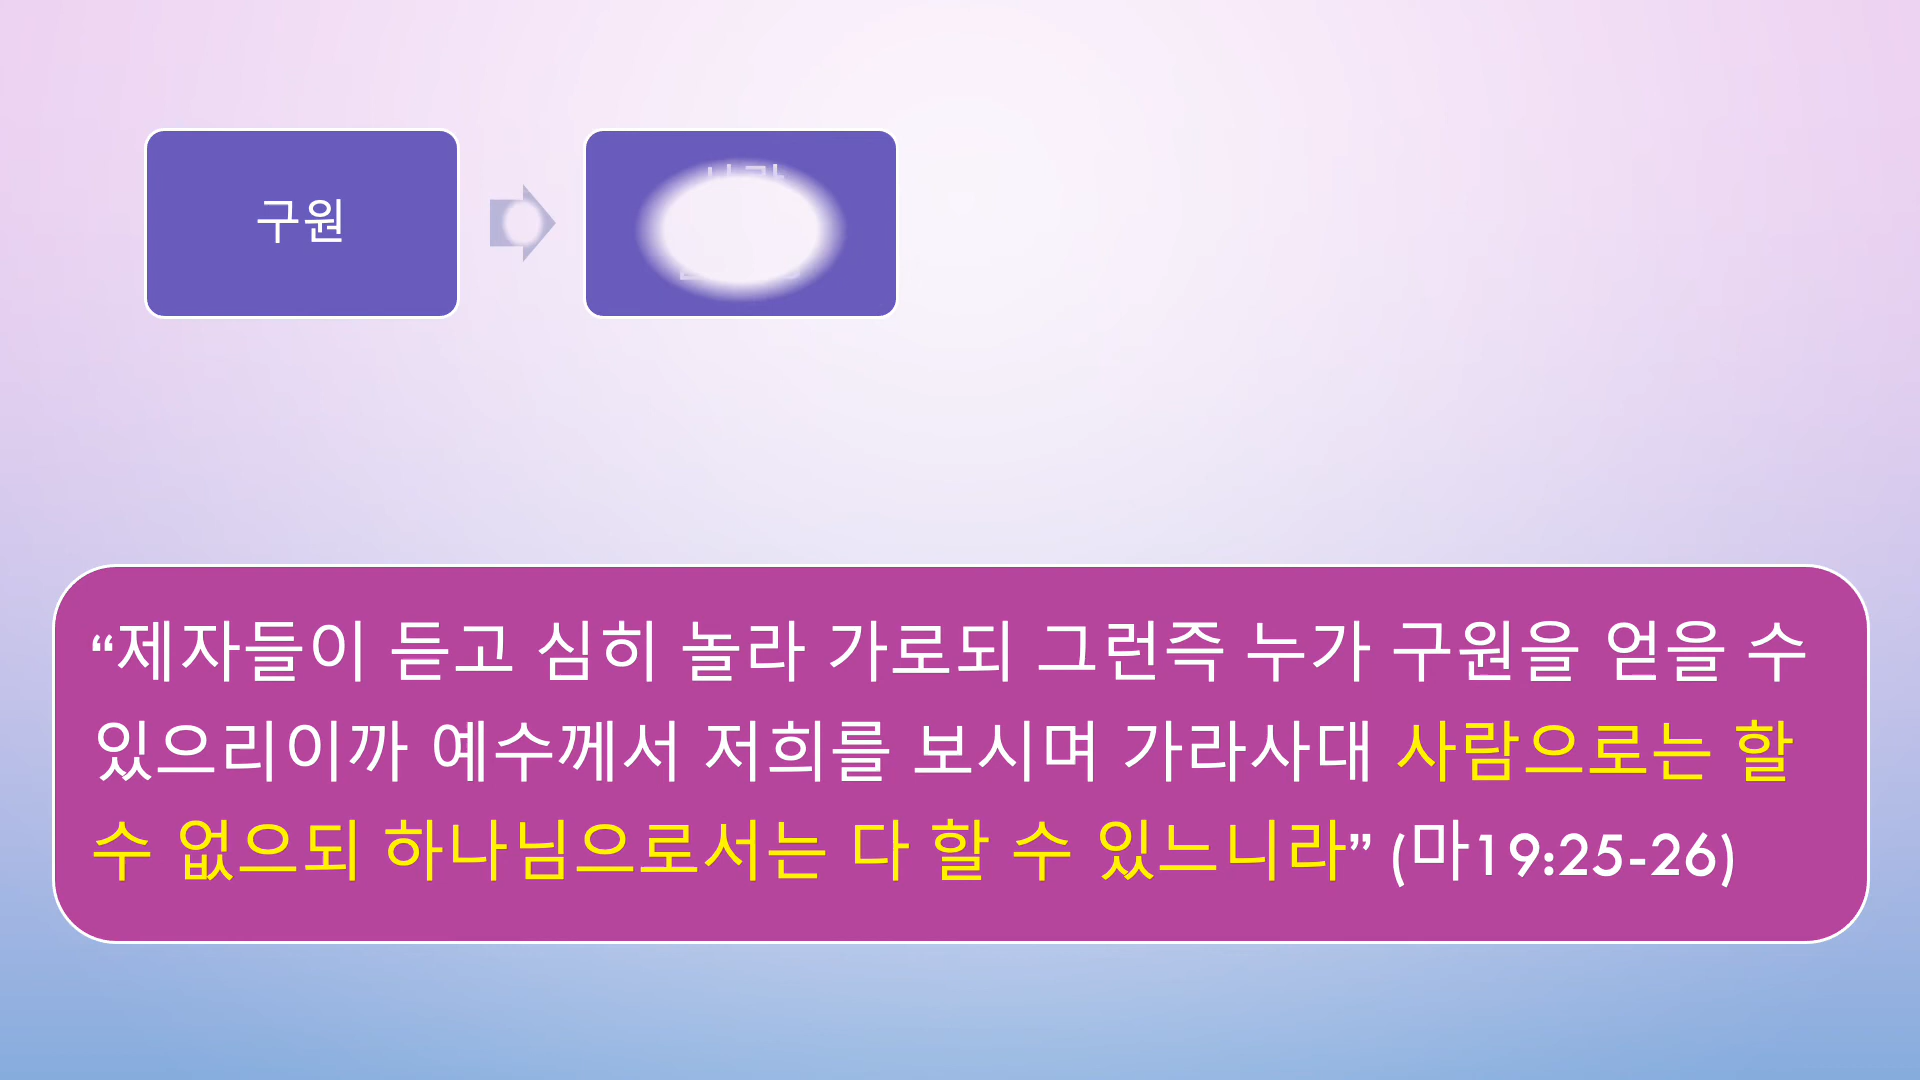 구원
“제자들이 듣고 심히 놀라 가로되 그런즉 누가 구원을 얻을 수
있으리이까 예수께서 저희를 보시며 가라사대 사람으로는 할
수 없으되 하나님으로서는 다 할 수 있느니라” (마19:25-26)